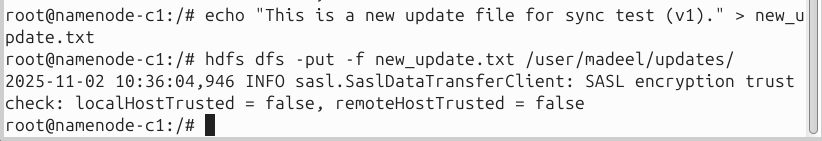 root@namenode-c1:/# echo "This is a new update file for sync test (v1)." > new_u
pdate.txt
root@namenode-c1:/# hdfs dfs -put -f new_update.txt /user/madeel/updates/
2025-11-02 10:36:04,946 INFO sasl.SaslDataTransferClient: SASL encryption trust
check: localHostTrusted = false, remoteHostTrusted = false
root@namenode-c1:/#